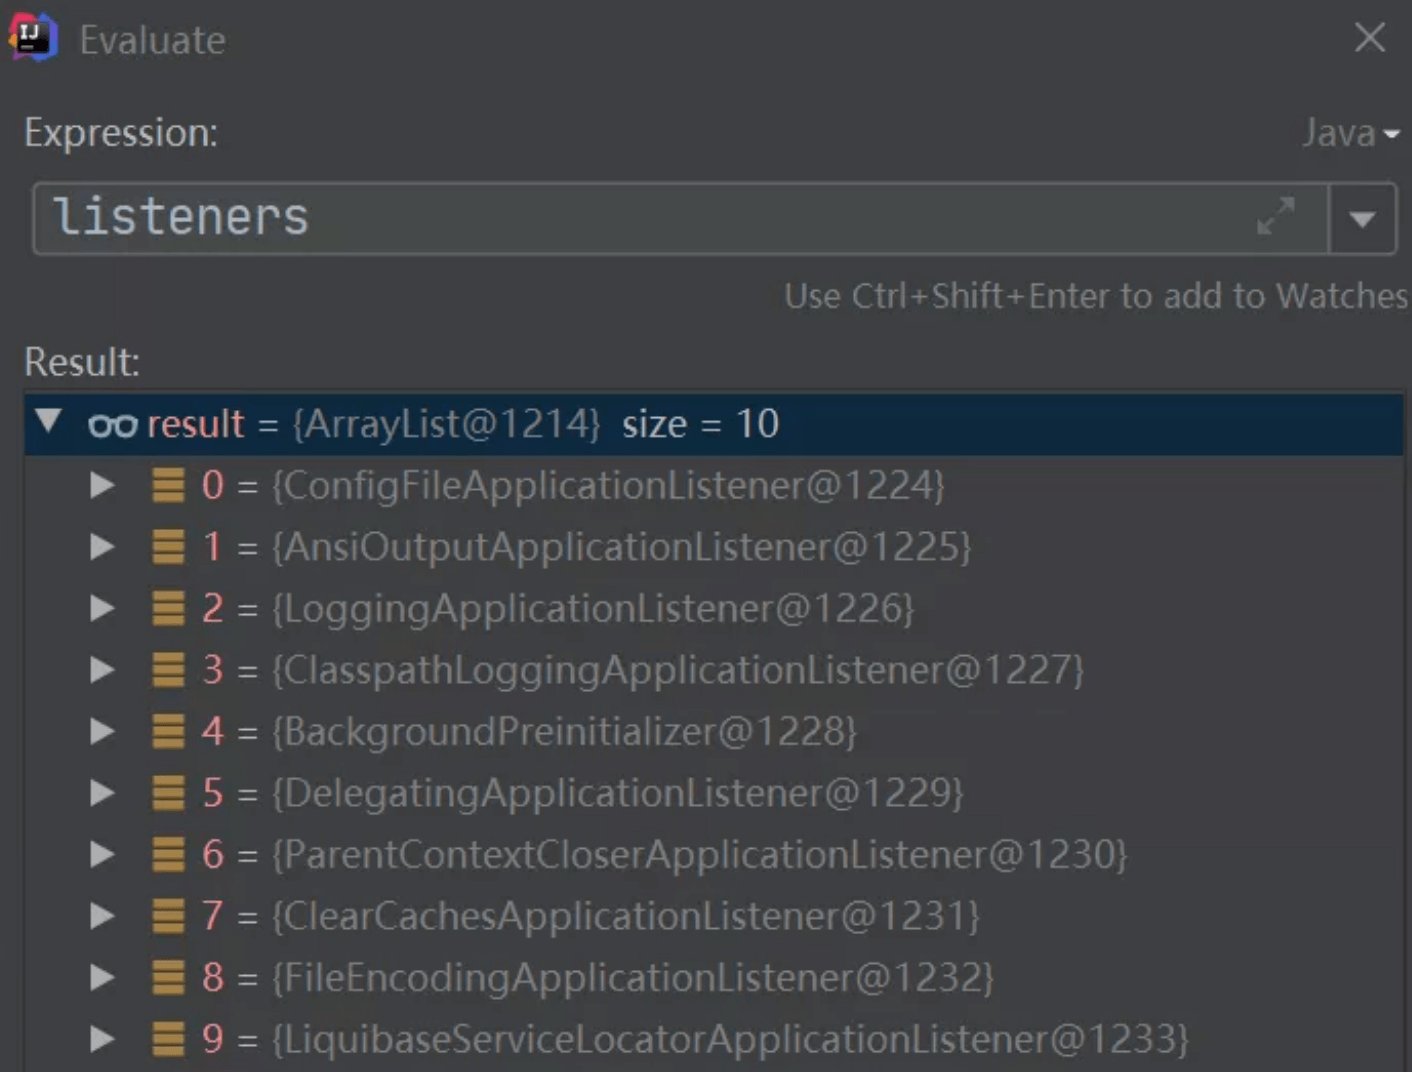 IJ Evaluate
Expression: Java
listeners
Use Ctrl+Shift+Enter to add to Watches
Result:
result = {ArrayList@1214} size = 10
0 = {ConfigFileApplicationListener@1224}
1 = {AnsiOutputApplicationListener@1225}
2 = {LoggingApplicationListener@1226}
3 = {ClasspathLoggingApplicationListener@1227}
4 = {BackgroundPreinitializer@1228}
5 = {DelegatingApplicationListener@1229}
6 = {ParentContextCloserApplicationListener@1230}
7 = {ClearCachesApplicationListener@1231}
8 = {FileEncodingApplicationListener@1232}
9 = {LiquibaseServiceLocatorApplicationListener@1233}